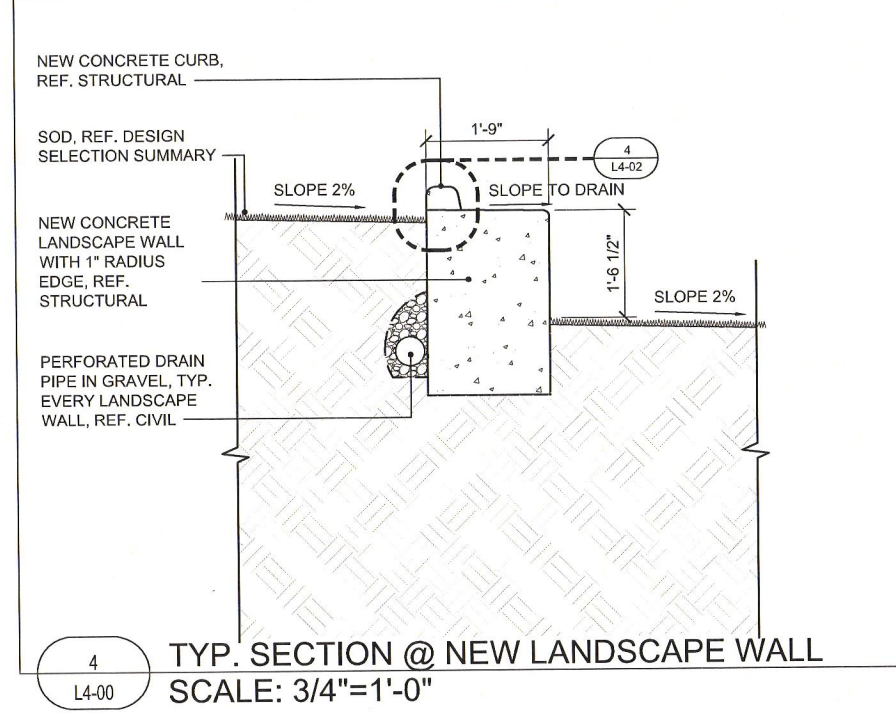 NEW CONCRETE CURB,
REF. STRUCTURAL
SOD, REF. DESIGN
SELECTION SUMMARY
1'-9"
4
L4-02
SLOPE 2%
SLOPE TO DRAIN
NEW CONCRETE
LANDSCAPE WALL
WITH 1" RADIUS
EDGE, REF.
STRUCTURAL
1'-6 1/2"
SLOPE 2%
PERFORATED DRAIN
PIPE IN GRAVEL, TYP.
EVERY LANDSCAPE
WALL, REF. CIVIL
4
L4-00
TYP. SECTION @ NEW LANDSCAPE WALL
SCALE: 3/4"=1'-0"